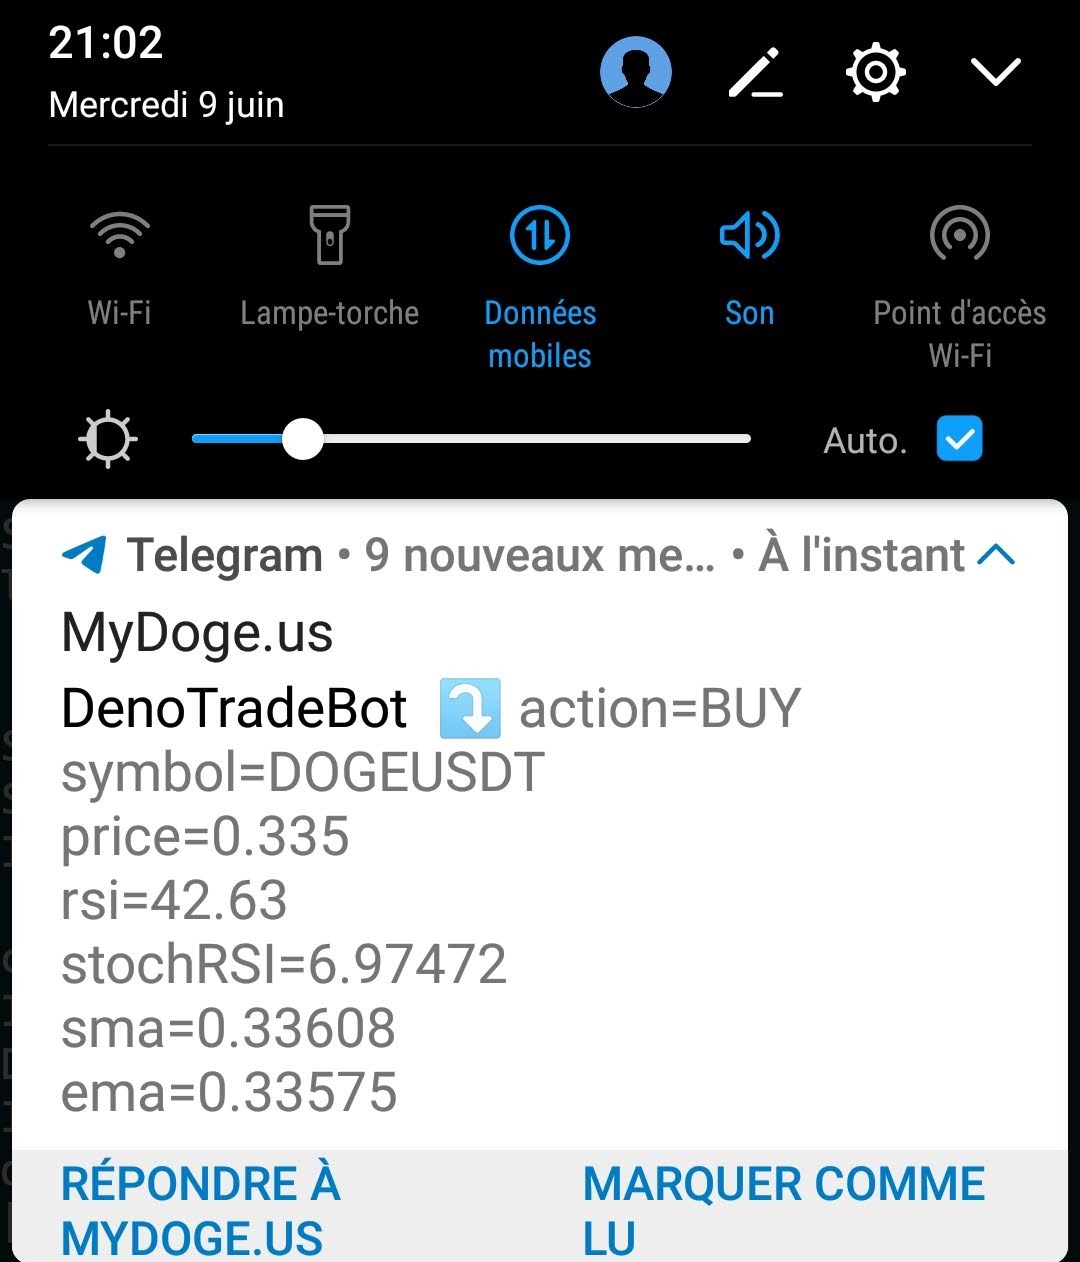 21:02
Mercredi 9 juin
Wi-Fi
Lampe-torche
Données
mobiles
Son
Point d'accès
Wi-Fi
Auto.
Telegram • 9 nouveaux me... • À l'instant
MyDoge.us
DenoTradeBot ⤵️ action=BUY
symbol=DOGEUSDT
price=0.335
rsi=42.63
stochRSI=6.97472
sma=0.33608
ema=0.33575
RÉPONDRE À
MYDOGE.US
MARQUER COMME
LU